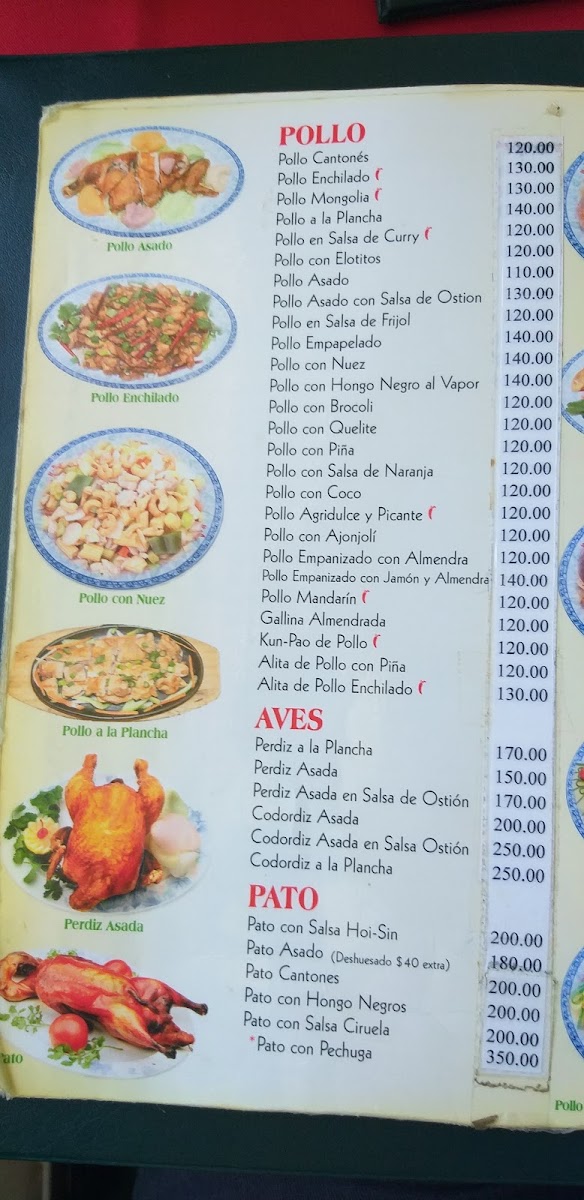 POLLO
Pollo Cantonés 120.00
Pollo Enchilado 130.00
Pollo Mongolia 130.00
Pollo a la Plancha 140.00
Pollo en Salsa de Curry 120.00
Pollo con Elotitos 120.00
Pollo Asado 110.00
Pollo Asado con Salsa de Ostion 130.00
Pollo en Salsa de Frijol 120.00
Pollo Empapelado 140.00
Pollo con Nuez 140.00
Pollo con Hongo Negro al Vapor 140.00
Pollo con Brocoli 120.00
Pollo con Quelite 120.00
Pollo con Piña 120.00
Pollo con Salsa de Naranja 120.00
Pollo con Coco 120.00
Pollo Agridulce y Picante 120.00
Pollo con Ajonjolí 120.00
Pollo Empanizado con Almendra 120.00
Pollo Empanizado con Jamón y Almendra 140.00
Pollo Mandarín 120.00
Gallina Almendrada 120.00
Kun-Pao de Pollo 120.00
Alita de Pollo con Piña 120.00
Alita de Pollo Enchilado 130.00
AVES
Perdiz a la Plancha 170.00
Perdiz Asada 150.00
Perdiz Asada en Salsa de Ostión 170.00
Codordiz Asada 200.00
Codordiz Asada en Salsa Ostión 250.00
Codordiz a la Plancha 250.00
PATO
Pato con Salsa Hoi-Sin 200.00
Pato Asado (Deshuesado $40 extra) 180.00
Pato Cantones 200.00
Pato con Hongo Negros 200.00
Pato con Salsa Ciruela 200.00
*Pato con Pechuga 350.00
Pollo Asado
Pollo Enchilado
Pollo con Nuez
Pollo a la Plancha
Perdiz Asada
ato
Pollo